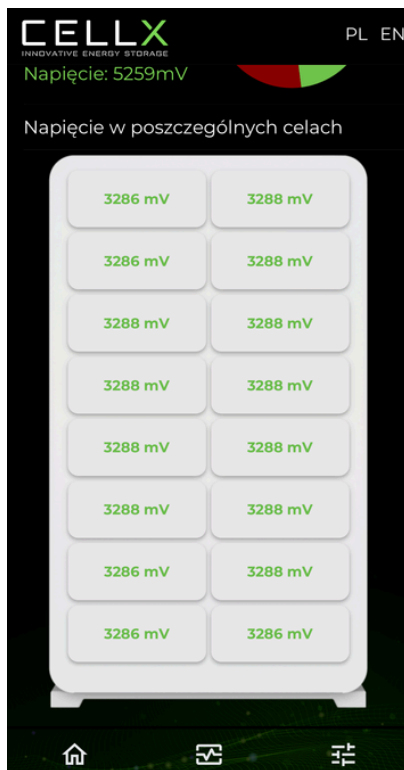 CELLX
PL EN
INNOVATIVE ENERGY STORAGE
Napięcie: 5259mV
Napięcie w poszczególnych celach
3286 mV 3288 mV
3286 mV 3288 mV
3288 mV 3288 mV
3288 mV 3288 mV
3288 mV 3288 mV
3288 mV 3288 mV
3286 mV 3288 mV
3286 mV 3286 mV